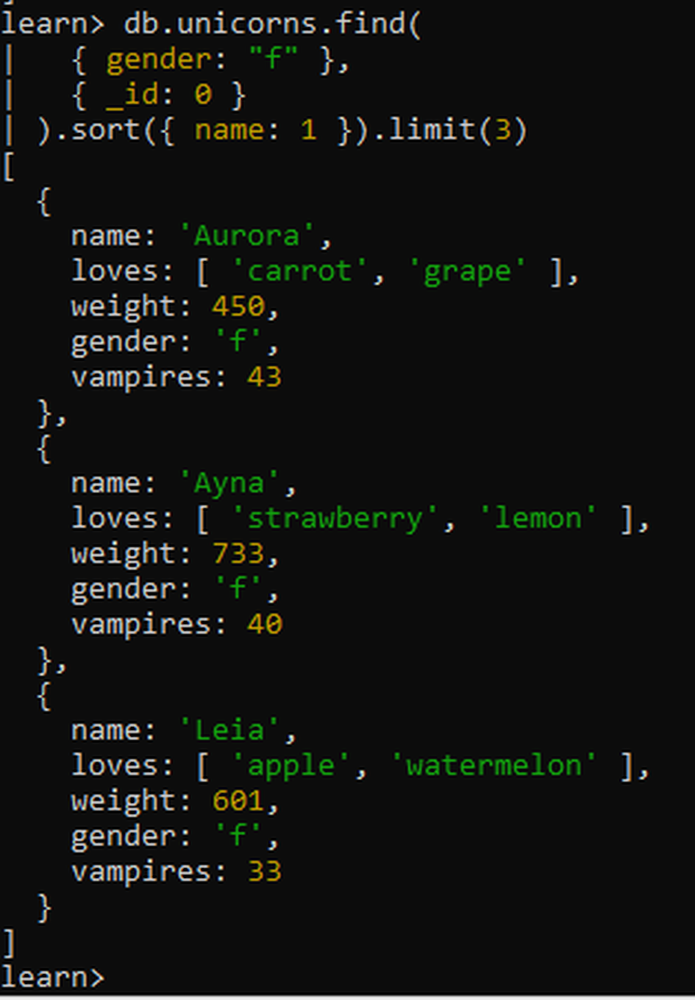 learn> db.unicorns.find(
|   { gender: "f" },
|   { _id: 0 }
| ).sort({ name: 1 }).limit(3)
[
  {
    name: 'Aurora',
    loves: [ 'carrot', 'grape' ],
    weight: 450,
    gender: 'f',
    vampires: 43
  },
  {
    name: 'Ayna',
    loves: [ 'strawberry', 'lemon' ],
    weight: 733,
    gender: 'f',
    vampires: 40
  },
  {
    name: 'Leia',
    loves: [ 'apple', 'watermelon' ],
    weight: 601,
    gender: 'f',
    vampires: 33
  }
]
learn>